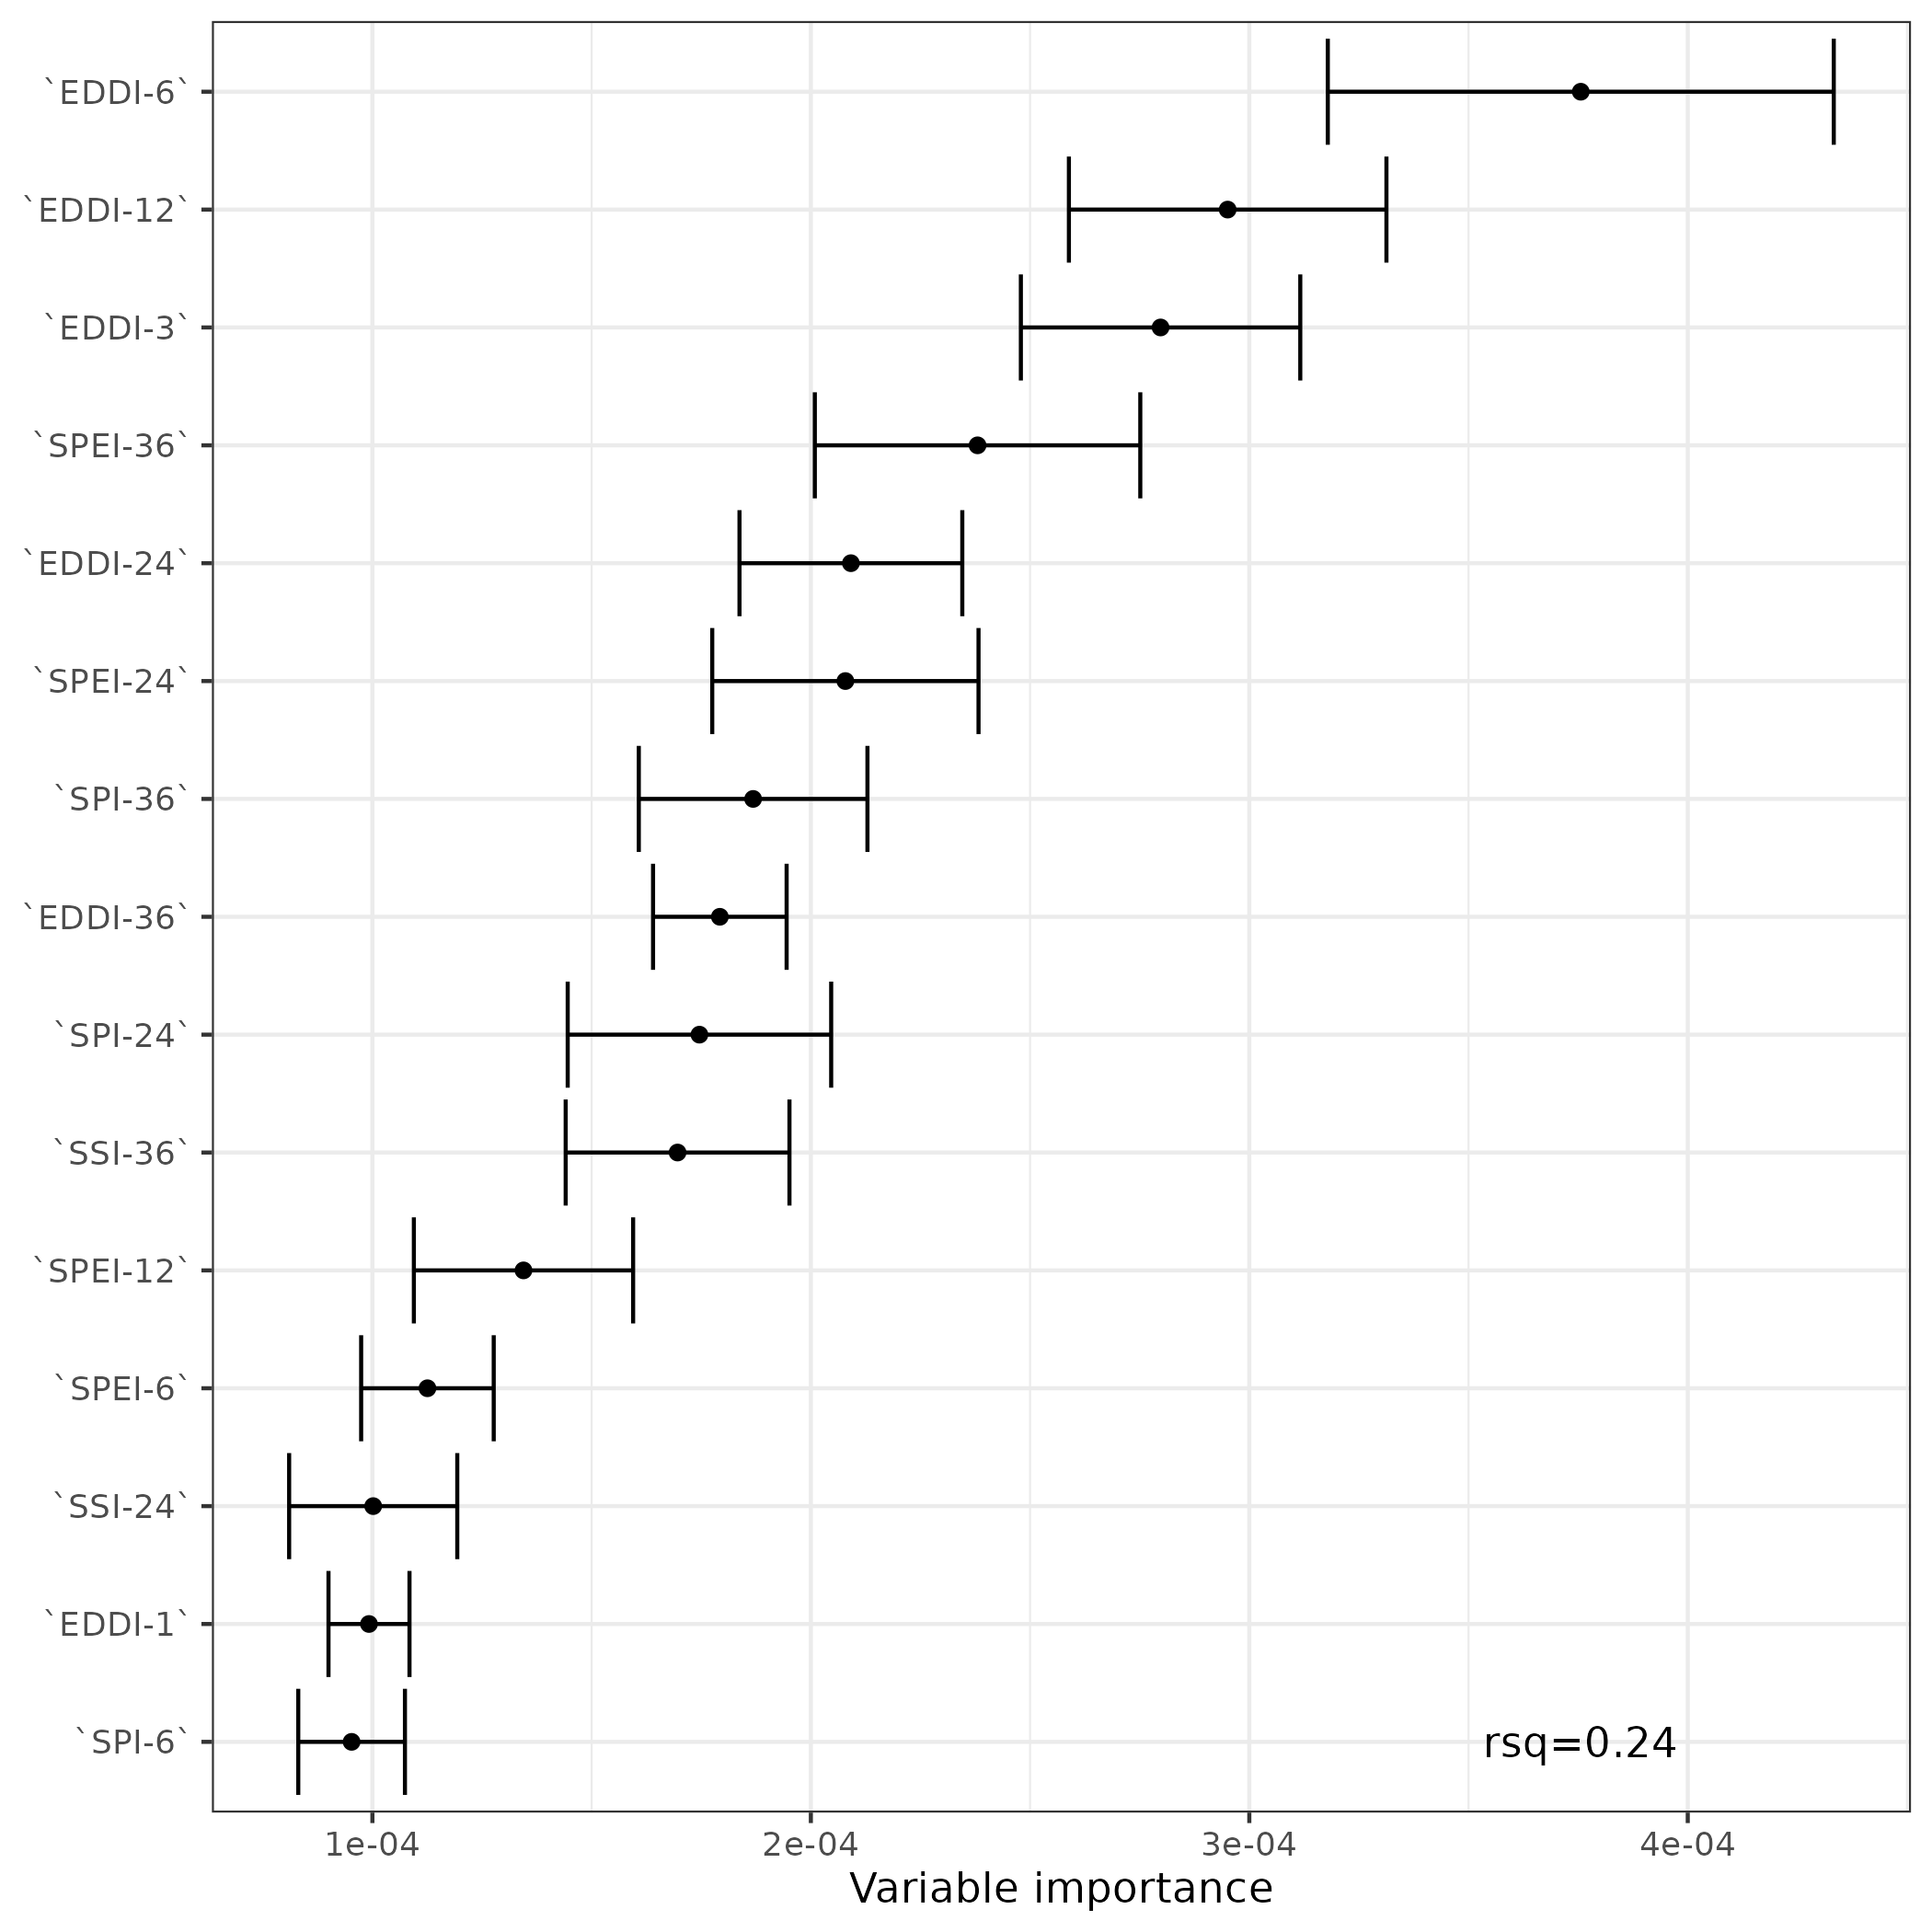 `EDDI-6`
`EDDI-12`
`EDDI-3`
`SPEI-36`
`EDDI-24`
`SPEI-24`
`SPI-36`
`EDDI-36`
`SPI-24`
`SSI-36`
`SPEI-12`
`SPEI-6`
`SSI-24`
`EDDI-1`
`SPI-6`
rsq=0.24
1e-04 2e-04 3e-04 4e-04
Variable importance